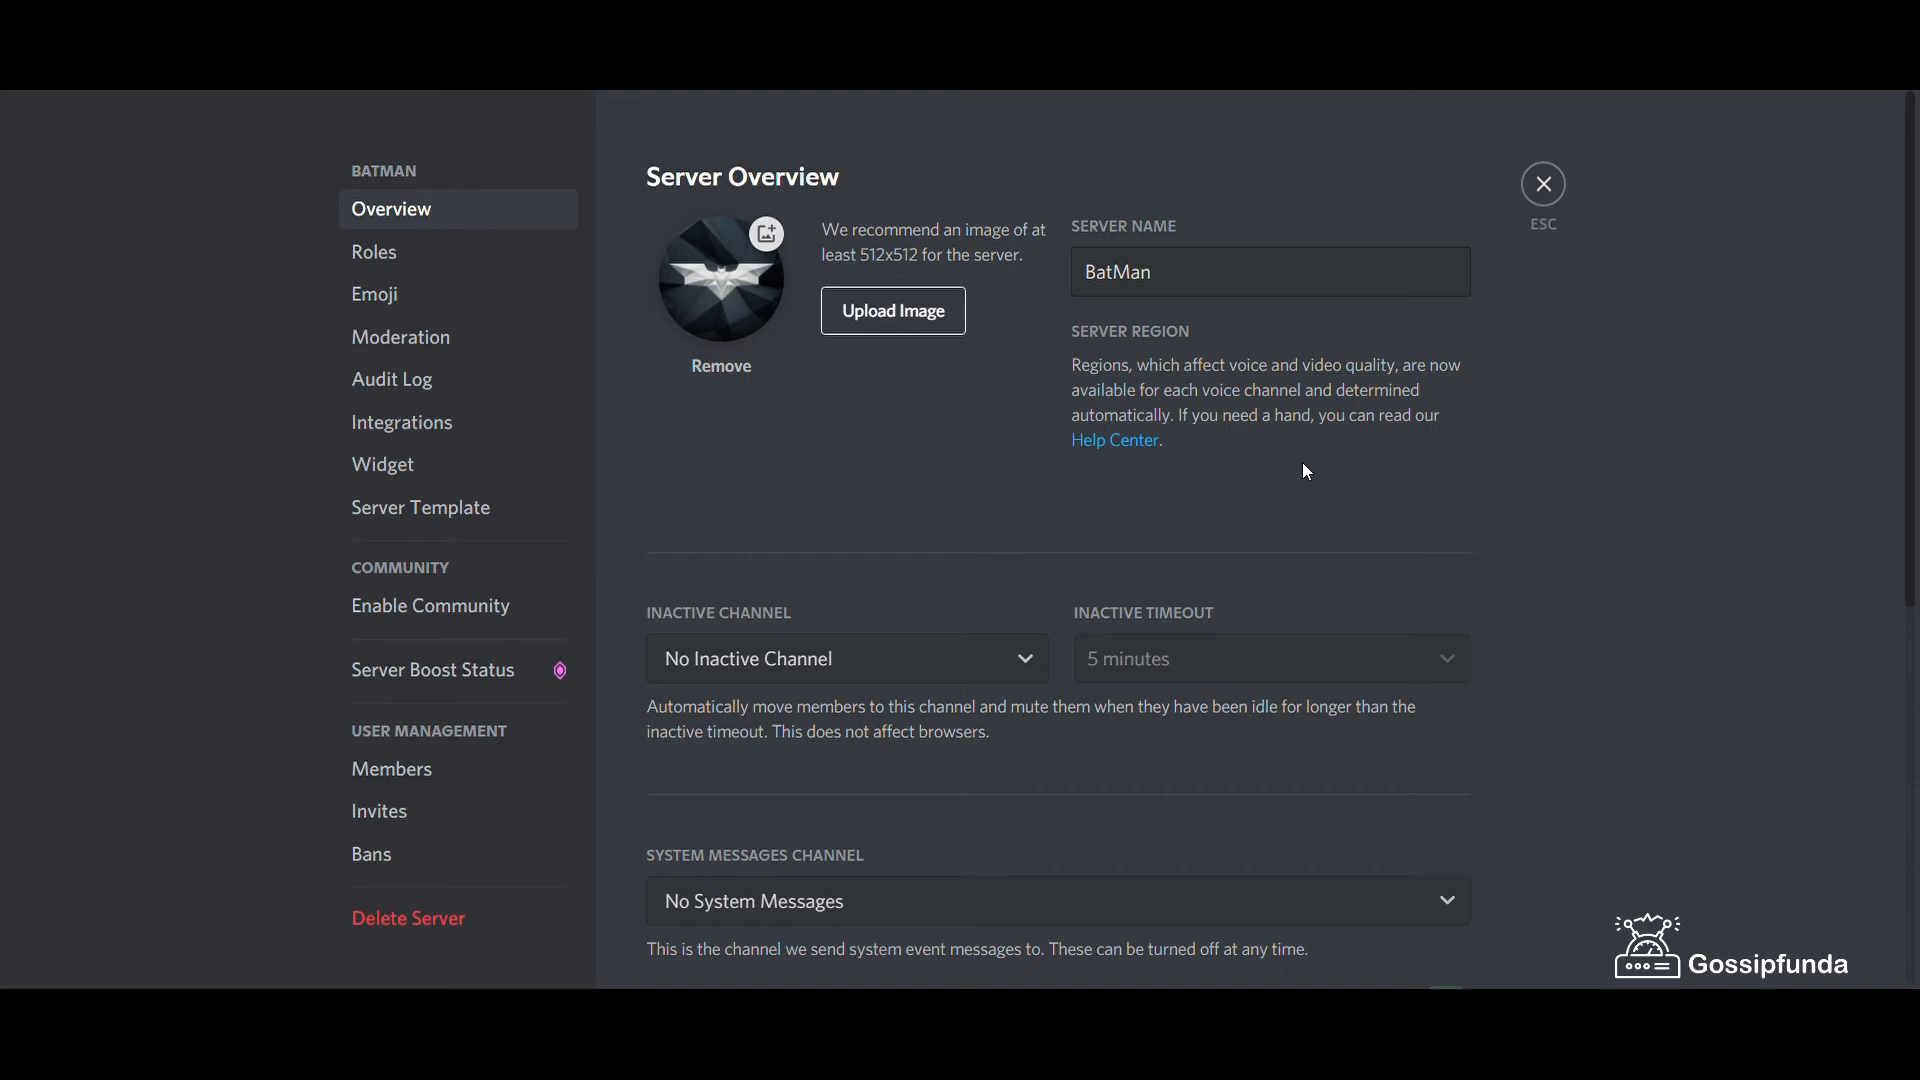 BATMAN
Overview
Roles
Emoji
Moderation
Audit Log
Integrations
Widget
Server Template
COMMUNITY
Enable Community
Server Boost Status
USER MANAGEMENT
Members
Invites
Bans
Delete Server
Server Overview
Remove
We recommend an image of at
least 512x512 for the server.
Upload Image
SERVER NAME
BatMan
SERVER REGION
Regions, which affect voice and video quality, are now
available for each voice channel and determined
automatically. If you need a hand, you can read our
Help Center.
ESC
INACTIVE CHANNEL
No Inactive Channel
INACTIVE TIMEOUT
5 minutes
Automatically move members to this channel and mute them when they have been idle for longer than the
inactive timeout. This does not affect browsers.
SYSTEM MESSAGES CHANNEL
No System Messages
This is the channel we send system event messages to. These can be turned off at any time.
Gossipfunda